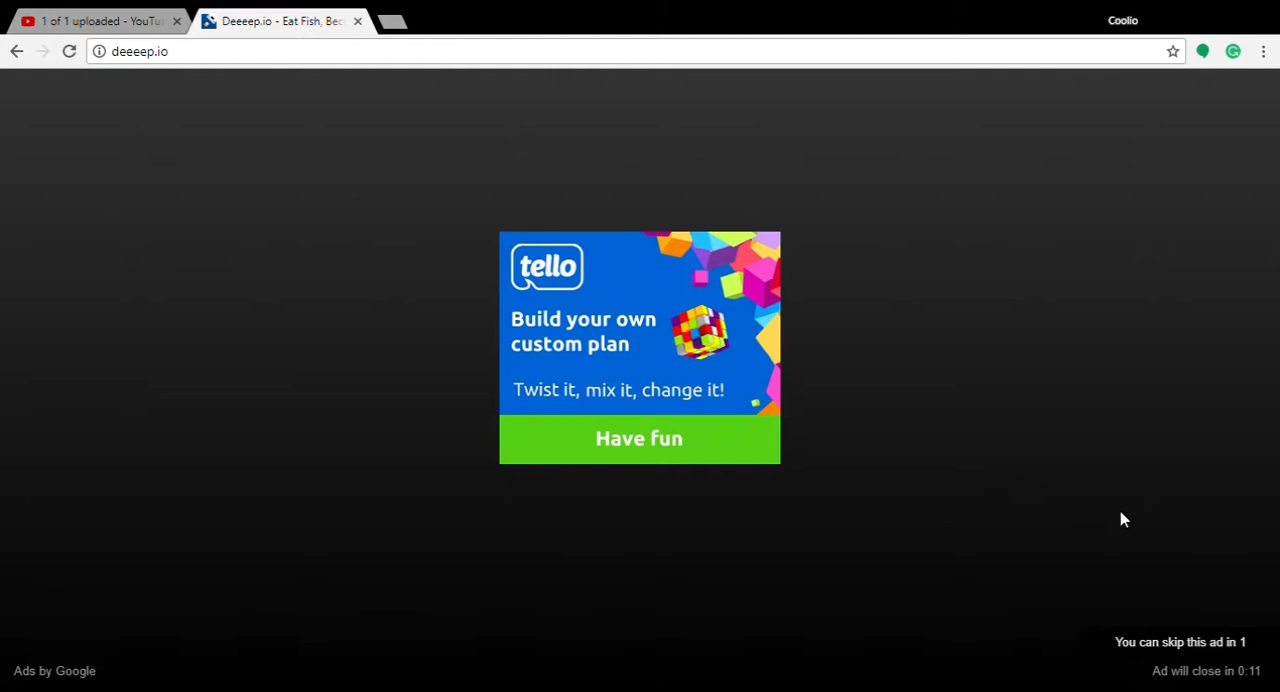 1 of 1 uploaded - YouTu
Deeeep.io - Eat Fish, Bec
Coolio
deeeep.io
tello
Build your own
custom plan
Twist it, mix it, change it!
Have fun
You can skip this ad in 1
Ads by Google
Ad will close in 0:11